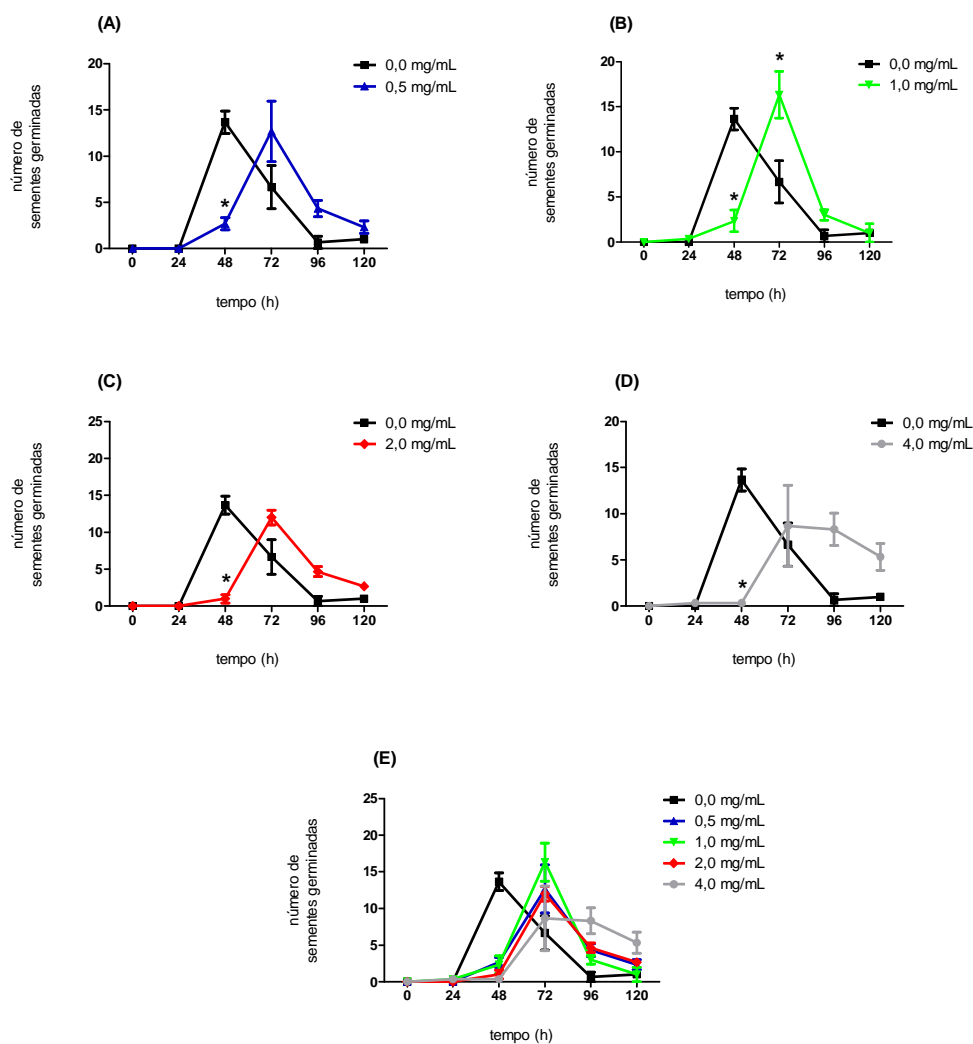 (A)
0,0 mg/mL
0,5 mg/mL
número de
sementes germinadas
20
15
10
5
0
*
0 24 48 72 96 120
tempo (h)
(B)
0,0 mg/mL
1,0 mg/mL
número de
sementes germinadas
20
15
10
5
0
*
*
0 24 48 72 96 120
tempo (h)
(C)
0,0 mg/mL
2,0 mg/mL
número de
sementes germinadas
25
20
15
10
5
0
*
0 24 48 72 96 120
tempo (h)
(D)
0,0 mg/mL
4,0 mg/mL
número de
sementes germinadas
20
15
10
5
0
*
0 24 48 72 96 120
tempo (h)
(E)
0,0 mg/mL
0,5 mg/mL
1,0 mg/mL
2,0 mg/mL
4,0 mg/mL
número de
sementes germinadas
25
20
15
10
5
0
0 24 48 72 96 120
tempo (h)